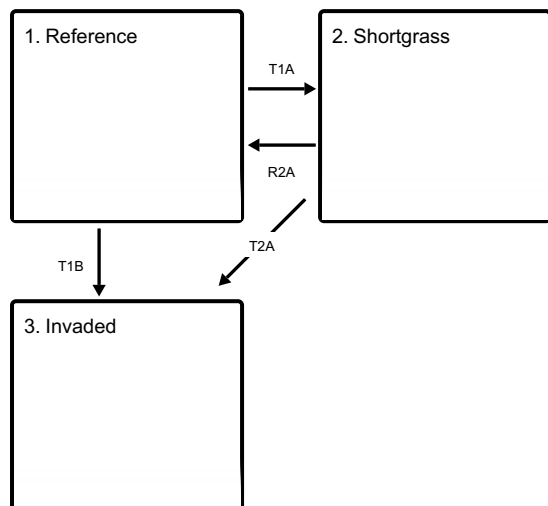 1. Reference
2. Shortgrass
T1A
R2A
T1B
T2A
3. Invaded